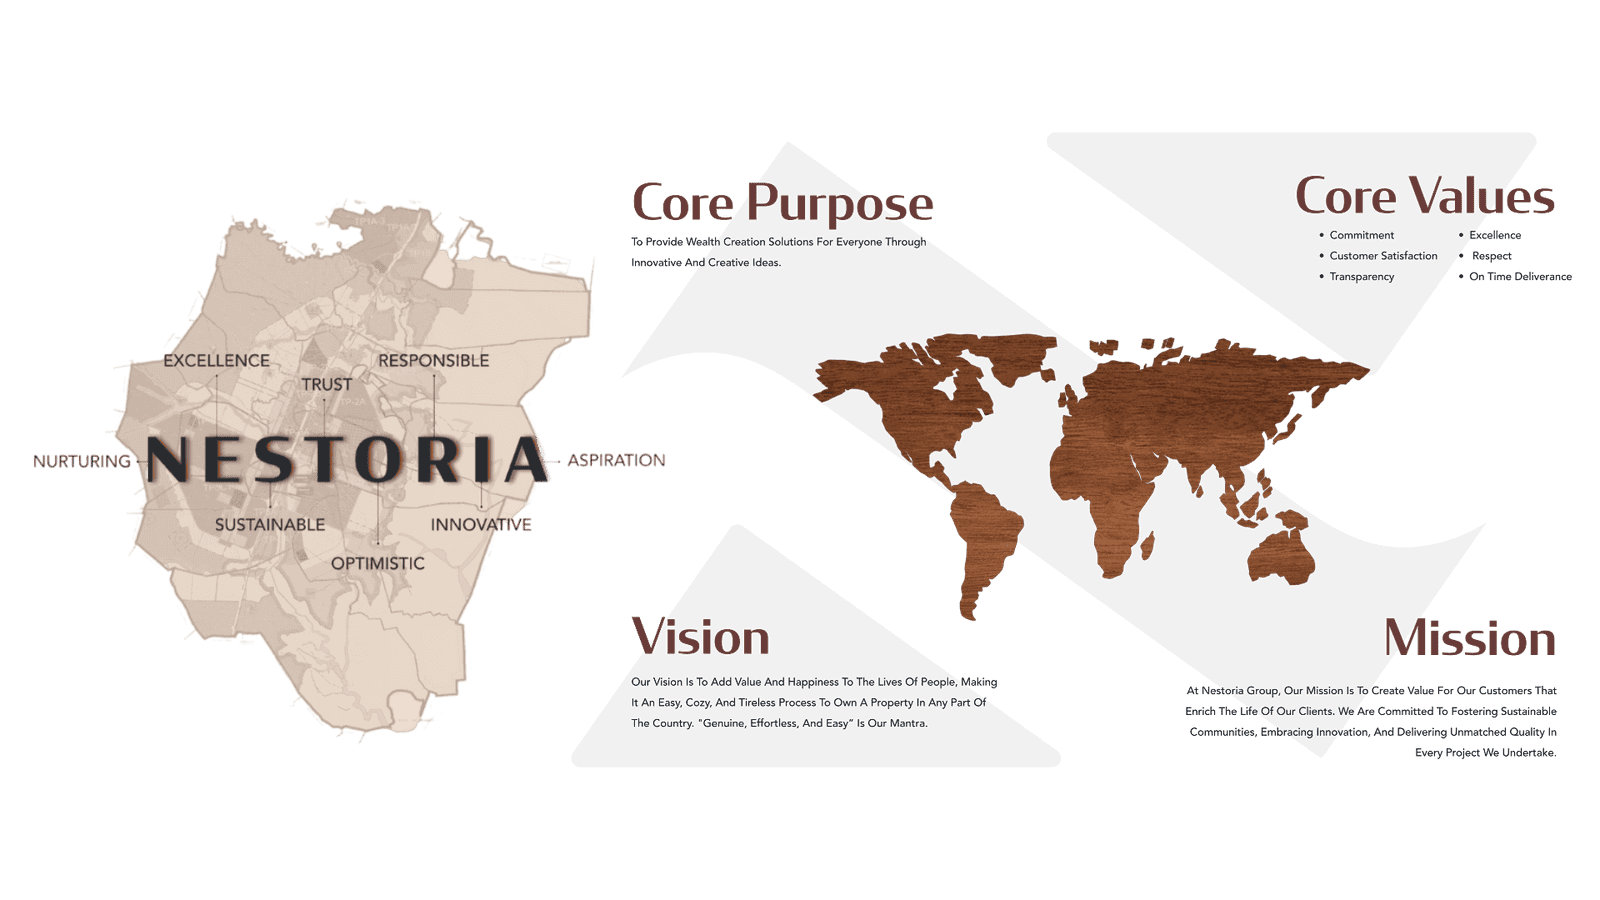 EXCELLENCE
RESPONSIBLE
TRUST
TP-2A
NURTURING
NESTORIA
ASPIRATION
SUSTAINABLE
INNOVATIVE
OPTIMISTIC
Core Purpose
To Provide Wealth Creation Solutions For Everyone Through
Innovative And Creative Ideas.
Core Values
• Commitment
• Customer Satisfaction
• Transparency
• Excellence
• Respect
• On Time Deliverance
Vision
Our Vision Is To Add Value And Happiness To The Lives Of People, Making
It An Easy, Cozy, And Tireless Process To Own A Property In Any Part Of
The Country. "Genuine, Effortless, And Easy” Is Our Mantra.
Mission
At Nestoria Group, Our Mission Is To Create Value For Our Customers That
Enrich The Life Of Our Clients. We Are Committed To Fostering Sustainable
Communities, Embracing Innovation, And Delivering Unmatched Quality In
Every Project We Undertake.